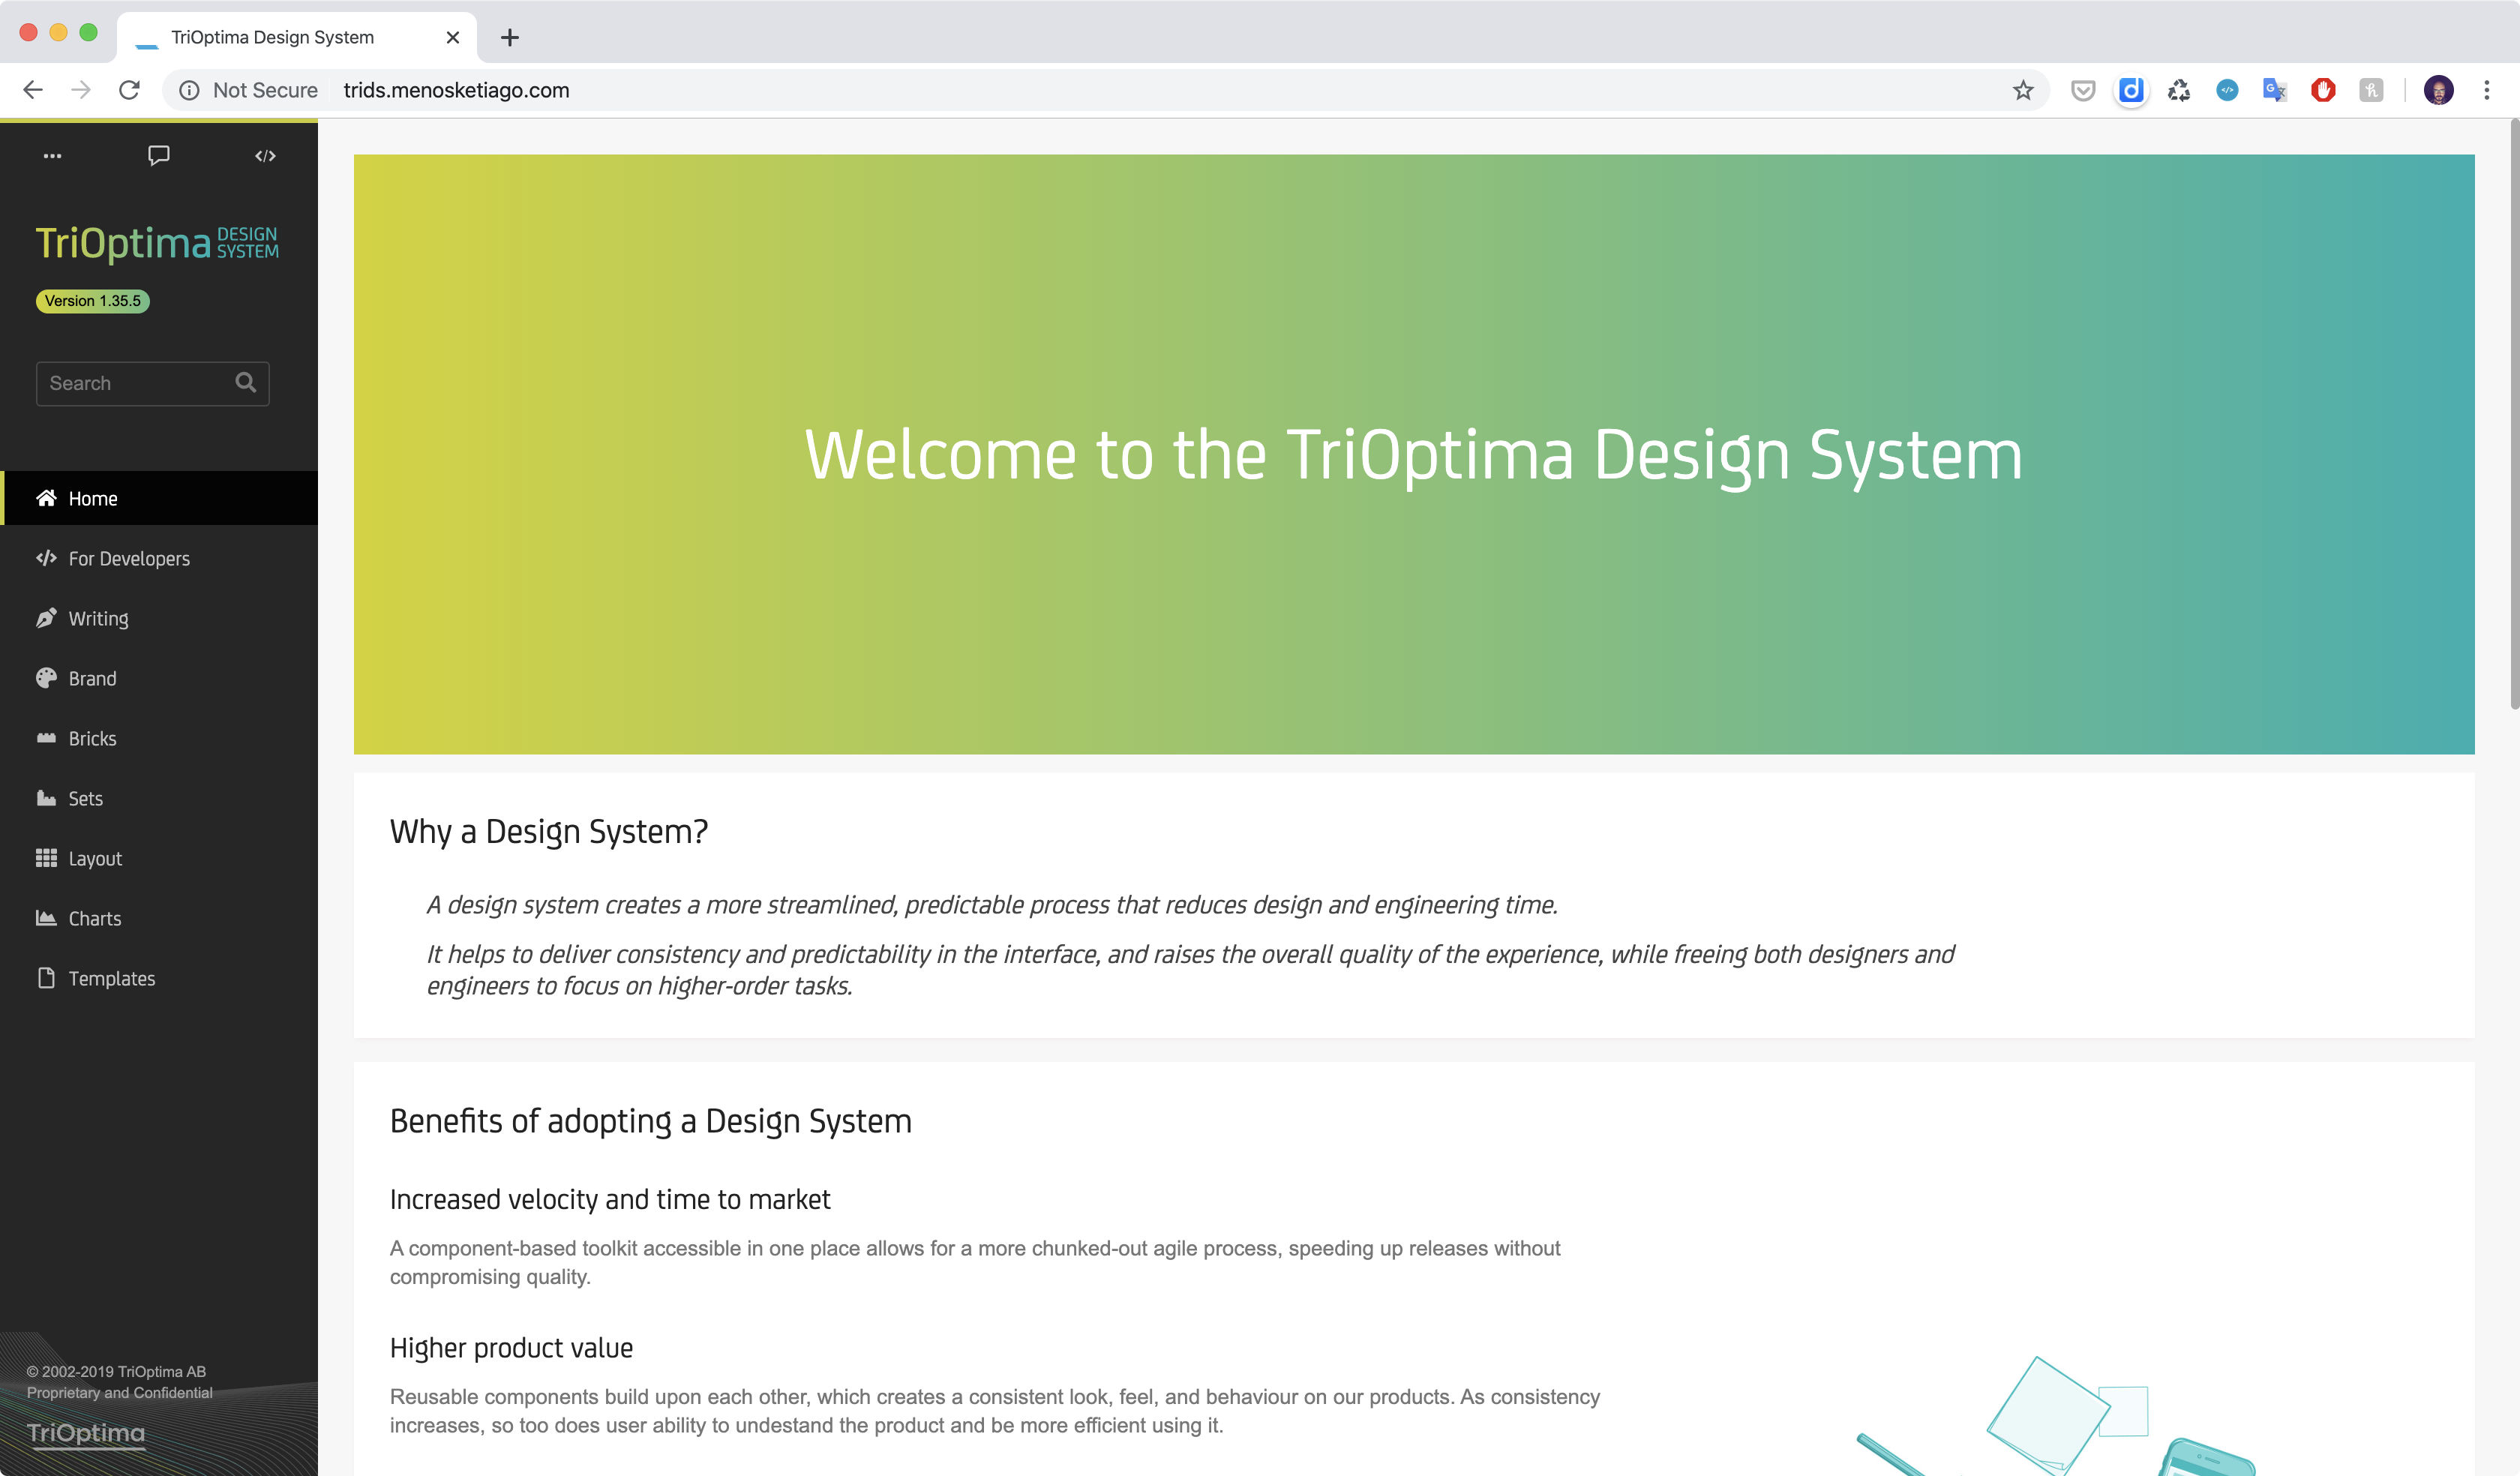 TriOptima Design System
Not Secure
trids.menosketiago.com
TriOptima DESIGN SYSTEM
Version 1.35.5
Search
Home
For Developers
Writing
Brand
Bricks
Sets
Layout
Charts
Templates
© 2002-2019 TriOptima AB
Proprietary and Confidential
TriOptima
Welcome to the TriOptima Design System
Why a Design System?
A design system creates a more streamlined, predictable process that reduces design and engineering time.
It helps to deliver consistency and predictability in the interface, and raises the overall quality of the experience, while freeing both designers and
engineers to focus on higher-order tasks.
Benefits of adopting a Design System
Increased velocity and time to market
A component-based toolkit accessible in one place allows for a more chunked-out agile process, speeding up releases without
compromising quality.
Higher product value
Reusable components build upon each other, which creates a consistent look, feel, and behaviour on our products. As consistency
increases, so too does user ability to undestand the product and be more efficient using it.